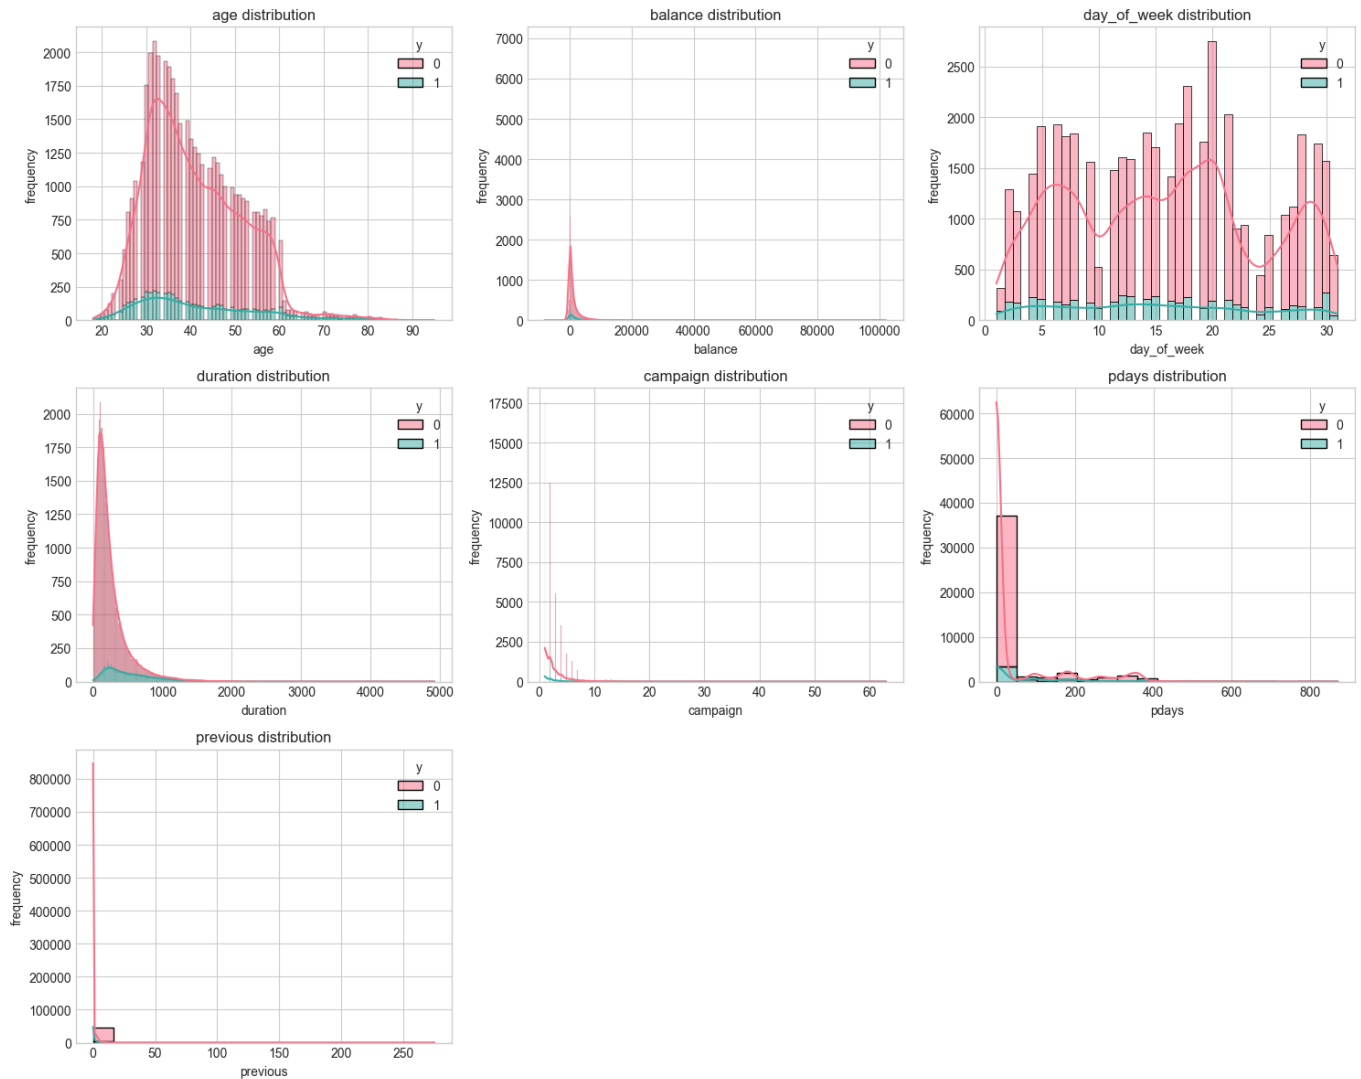 age distribution
y
0
1
2000
1750
1500
1250
1000
750
500
250
0
frequency
20 30 40 50 60 70 80 90
age
balance distribution
y
0
1
7000
6000
5000
4000
3000
2000
1000
0
frequency
0 20000 40000 60000 80000 100000
balance
day_of_week distribution
y
0
1
2500
2000
1500
1000
500
0
frequency
0 5 10 15 20 25 30
day_of_week
duration distribution
y
0
1
2000
1750
1500
1250
1000
750
500
250
0
frequency
0 1000 2000 3000 4000 5000
duration
campaign distribution
y
0
1
17500
15000
12500
10000
7500
5000
2500
0
frequency
0 10 20 30 40 50 60
campaign
pdays distribution
y
0
1
60000
50000
40000
30000
20000
10000
0
frequency
0 200 400 600 800
pdays
previous distribution
y
0
1
800000
700000
600000
500000
400000
300000
200000
100000
0
frequency
0 50 100 150 200 250
previous